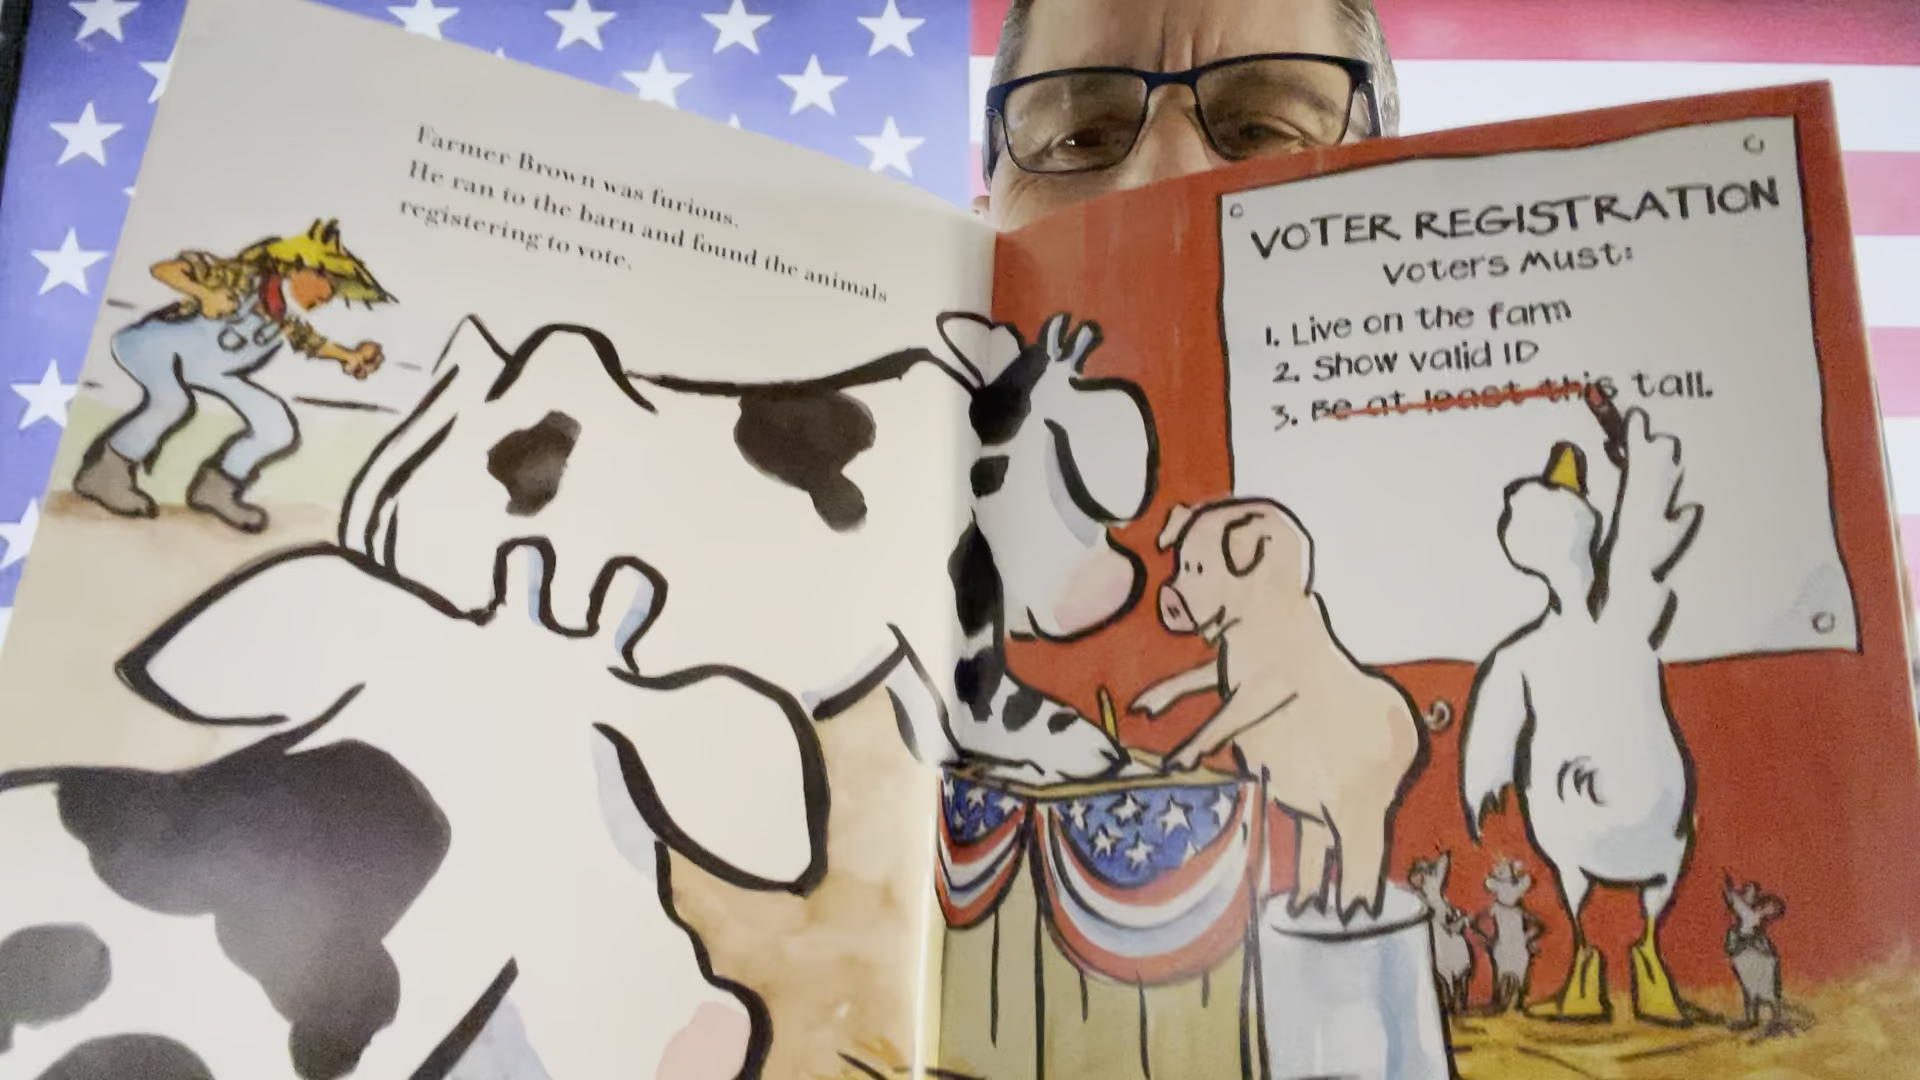 Farmer Brown was furious.
He ran to the barn and found the animals
registering to vote.
VOTER REGISTRATION
Voters Must:
1. Live on the farm
2. Show valid ID
3. Be at least this tall.